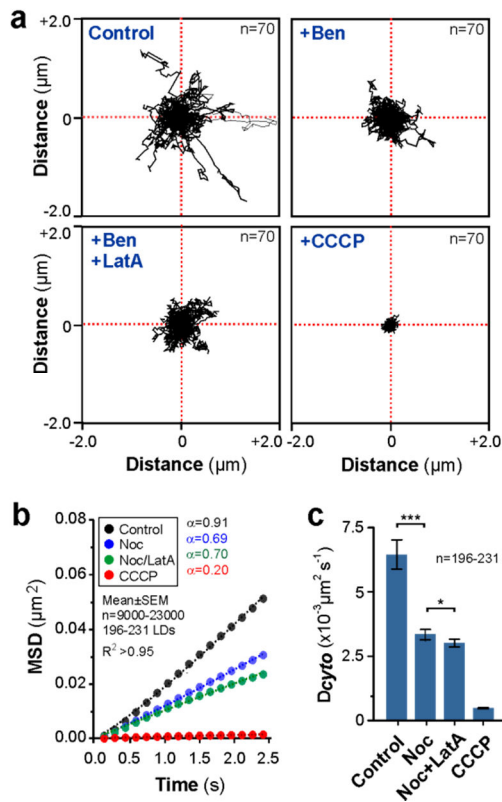 a
+2.0
Control
n=70
+Ben
n=70
Distance (µm)
0
-2.0
+2.0
+Ben
+LatA
n=70
+CCCP
n=70
Distance (µm)
0
-2.0
-2.0
0
+2.0
-2.0
0
+2.0
Distance (µm)
Distance (µm)
b
0.08
0.06
0.04
0.02
0.00
MSD (µm²)
Control
Noc
Noc/LatA
CCCP
α=0.91
α=0.69
α=0.70
α=0.20
Mean±SEM
n=9000-23000
196-231 LDs
R² >0.95
0.0 0.5 1.0 1.5 2.0 2.5
Time (s)
c
7.5
5.0
2.5
0
Dcyto (x10⁻³µm² s⁻¹)
***
n=196-231
*
Control
Noc
Noc+LatA
CCCP